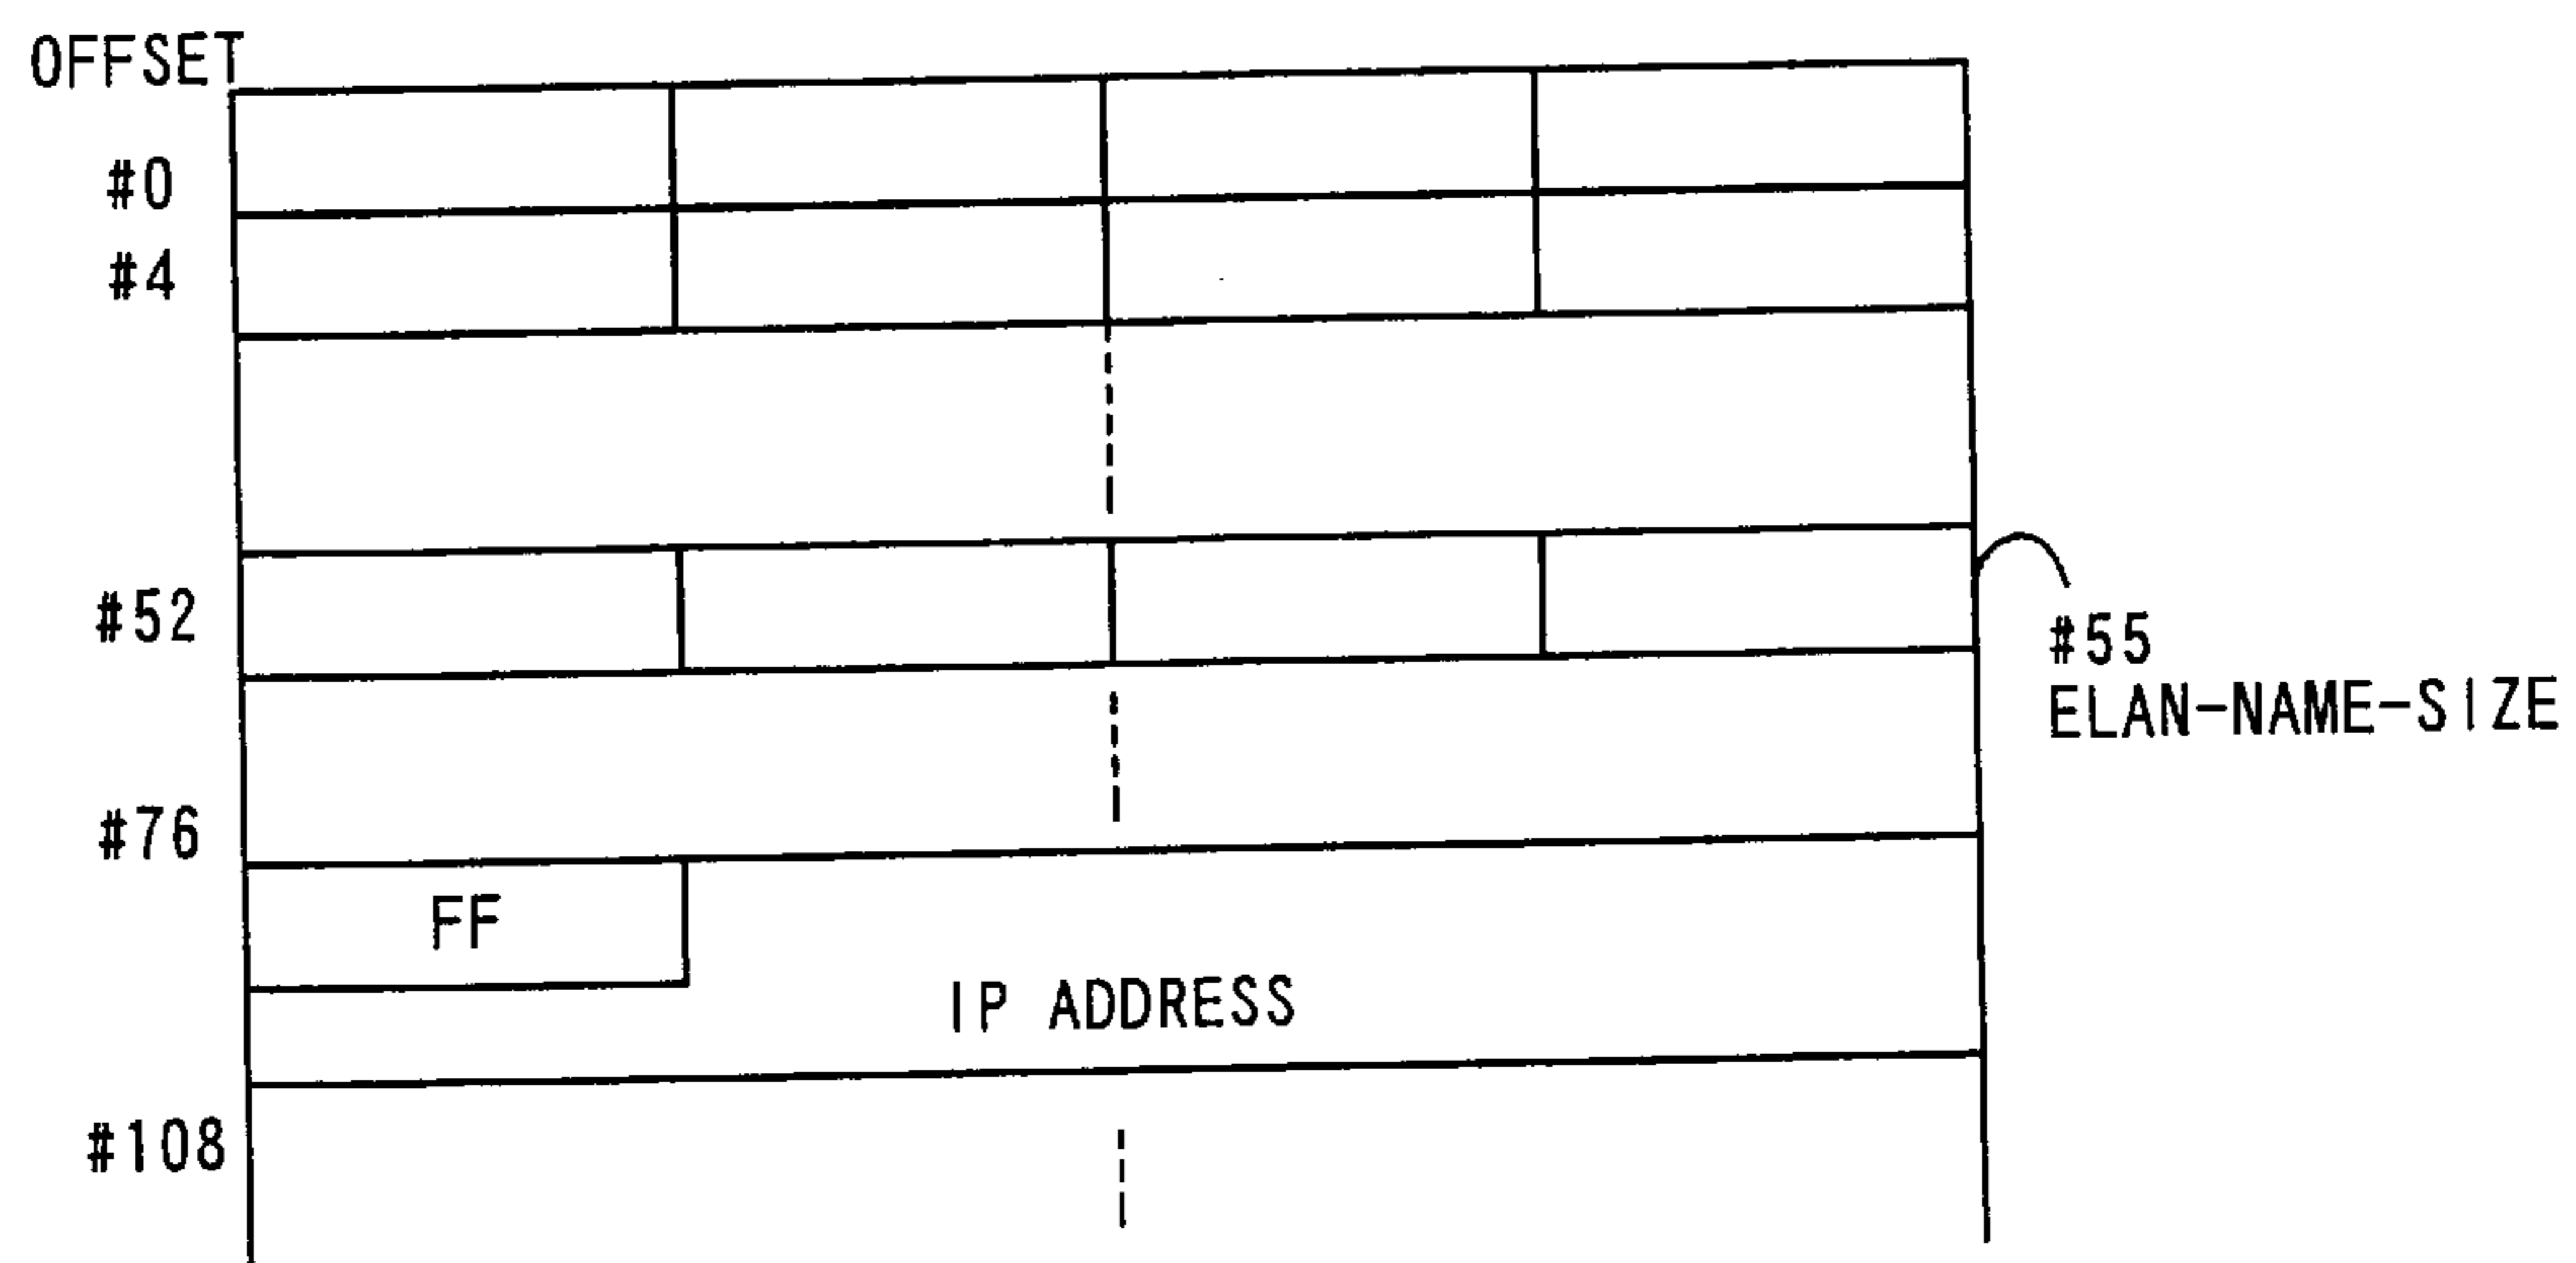 OFFSET
#0
#4
#52
#55
ELAN-NAME-SIZE
#76
FF
IP ADDRESS
#108